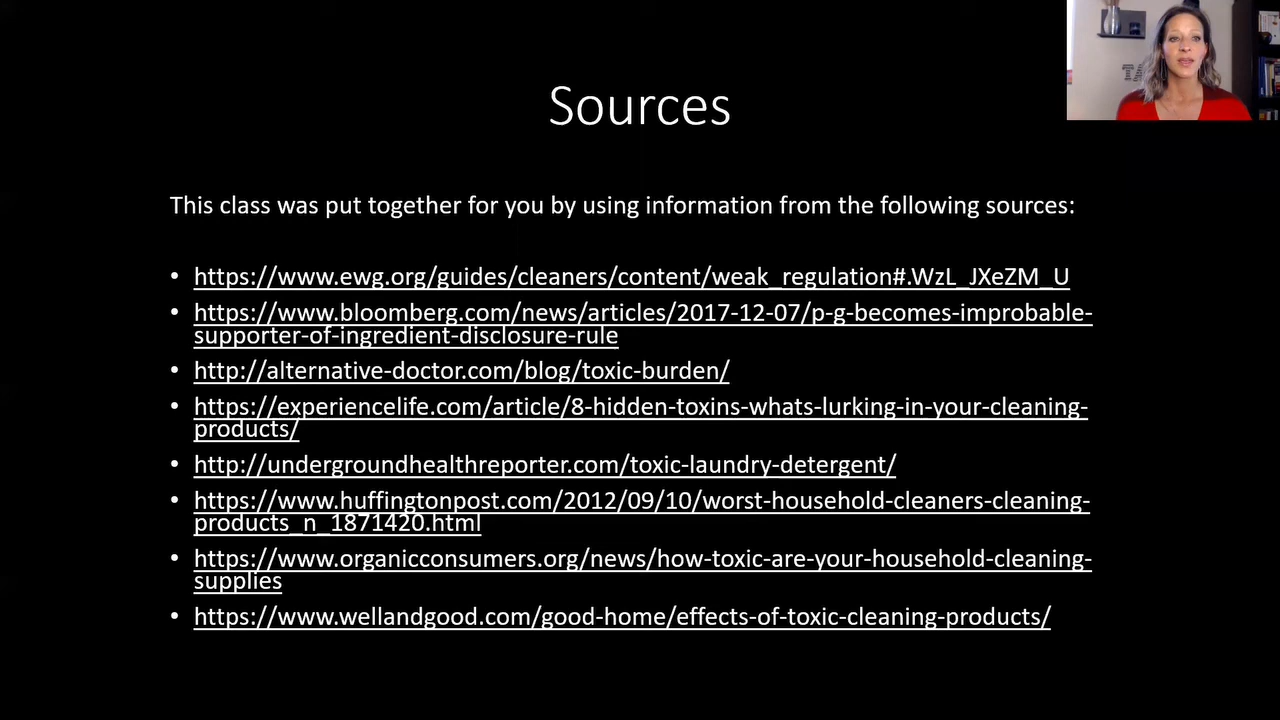 Sources
This class was put together for you by using information from the following sources:
• https://www.ewg.org/guides/cleaners/content/weak_regulation#.WzL_JXeZM_U
• https://www.bloomberg.com/news/articles/2017-12-07/p-g-becomes-improbable-
supporter-of-ingredient-disclosure-rule
• http://alternative-doctor.com/blog/toxic-burden/
• https://experiencelife.com/article/8-hidden-toxins-whats-lurking-in-your-cleaning-
products/
• http://undergroundhealthreporter.com/toxic-laundry-detergent/
• https://www.huffingtonpost.com/2012/09/10/worst-household-cleaners-cleaning-
products_n_1871420.html
• https://www.organicconsumers.org/news/how-toxic-are-your-household-cleaning-
supplies
• https://www.wellandgood.com/good-home/effects-of-toxic-cleaning-products/